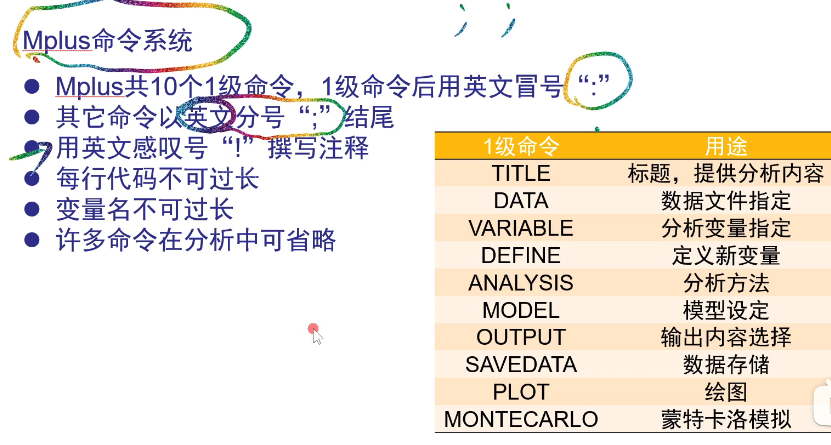 Mplus命令系统
Mplus共10个1级命令，1级命令后用英文冒号“:”
其它命令以英文分号“;”结尾
用英文感叹号“!”撰写注释
每行代码不可过长
变量名不可过长
许多命令在分析中可省略
1级命令 用途
TITLE 标题，提供分析内容
DATA 数据文件指定
VARIABLE 分析变量指定
DEFINE 定义新变量
ANALYSIS 分析方法
MODEL 模型设定
OUTPUT 输出内容选择
SAVEDATA 数据存储
PLOT 绘图
MONTECARLO 蒙特卡洛模拟